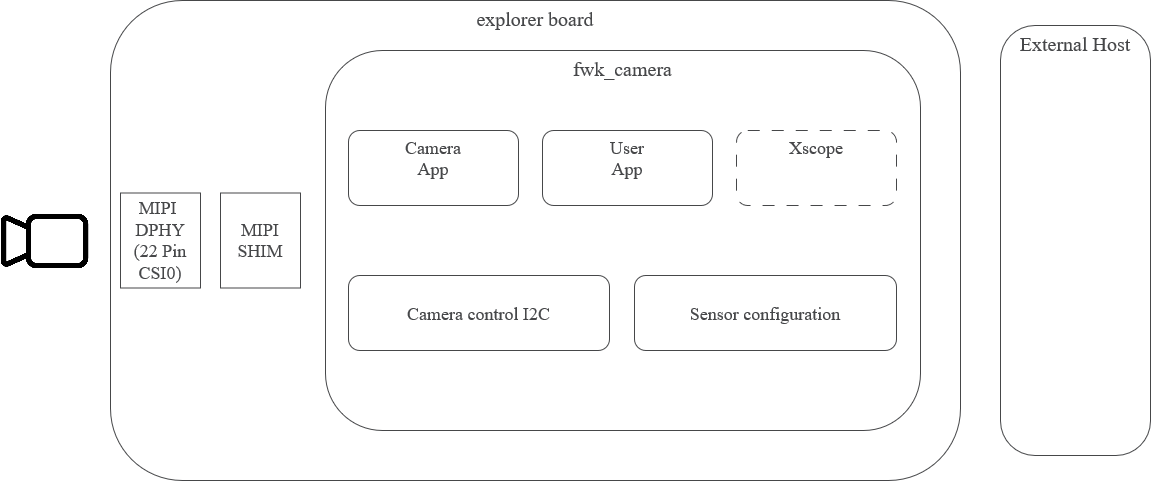 explorer board
External Host
fwk_camera
Camera
App
User
App
Xscope
MIPI
DPHY
(22 Pin
CSI0)
MIPI
SHIM
Camera control I2C
Sensor configuration